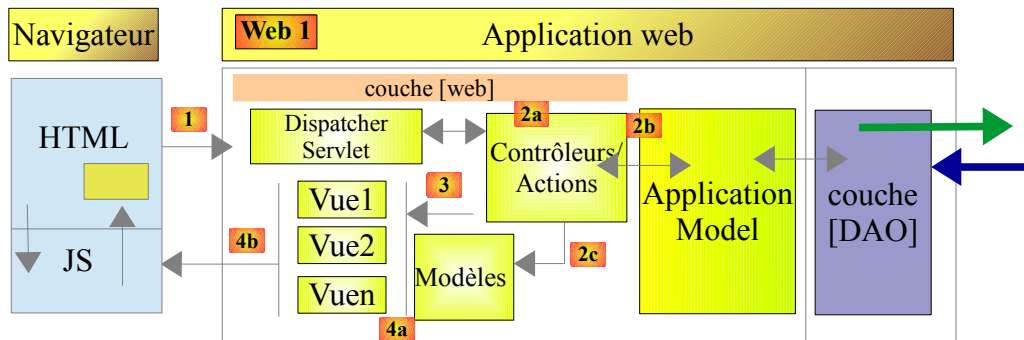 Navigateur
Web 1
Application web
couche [web]
1
HTML
Dispatcher
Servlet
2a
2b
Contrôleurs/
Actions
Application
Model
couche
[DAO]
Vue1
3
Vue2
4b
JS
2c
Modèles
Vuen
4a